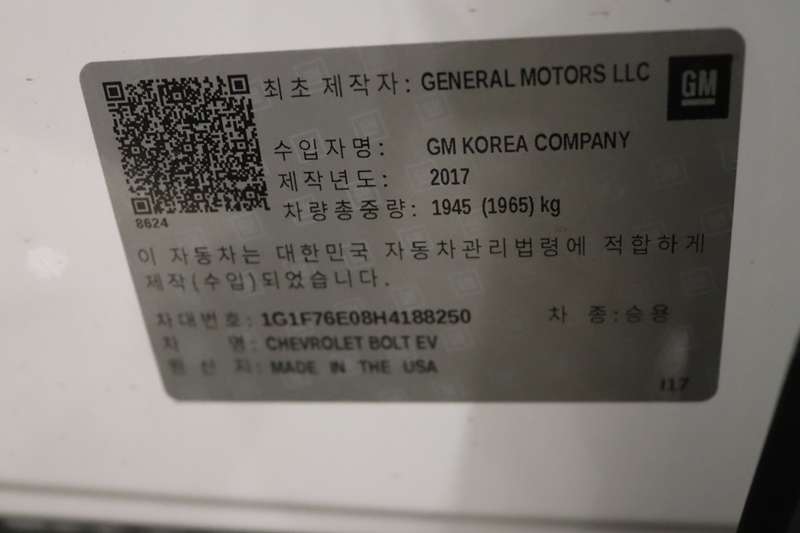 최초 제작자: GENERAL MOTORS LLC
GM
수입자명: GM KOREA COMPANY
제작년도: 2017
차량총중량: 1945 (1965) kg
8624
이 자동차는 대한민국 자동차관리법령에 적합하게
제작(수입)되었습니다.
차대번호: 1G1F76E08H4188250 차 종:승용
차 명: CHEVROLET BOLT EV
원산지: MADE IN THE USA
I17